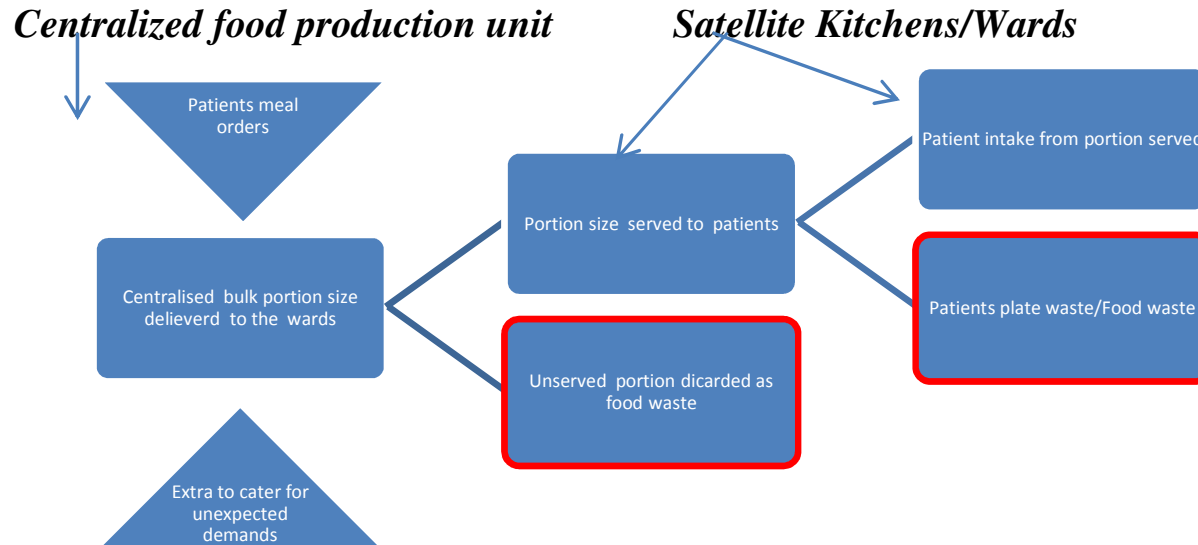 Centralized food production unit
Satellite Kitchens/Wards
Patients meal
orders
Patient intake from portion served
Portion size served to patients
Centralised bulk portion size
delieverd to the wards
Patients plate waste/Food waste
Unserved portion dicarded as
food waste
Extra to cater for
unexpected
demands